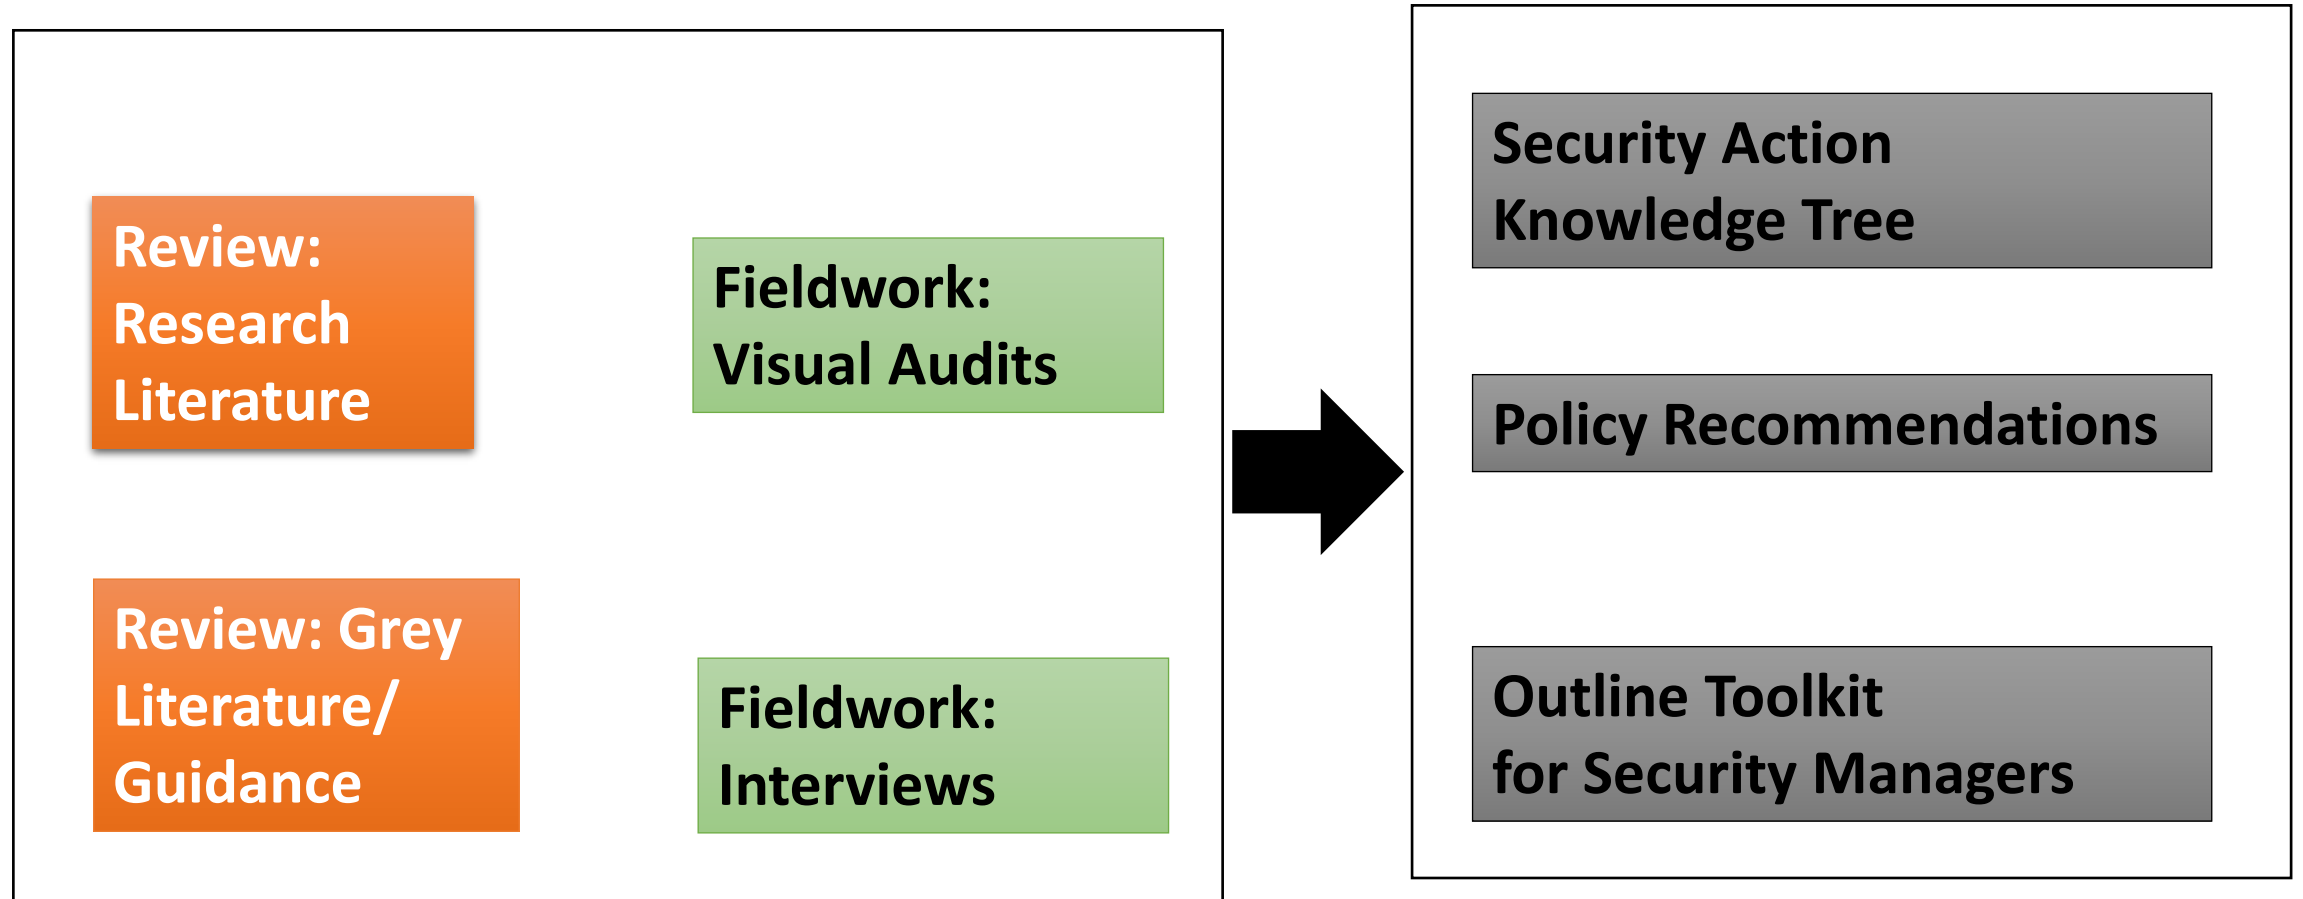 Review:
Research
Literature
Review: Grey
Literature/
Guidance
Fieldwork:
Visual Audits
Fieldwork:
Interviews
Security Action
Knowledge Tree
Policy Recommendations
Outline Toolkit
for Security Managers